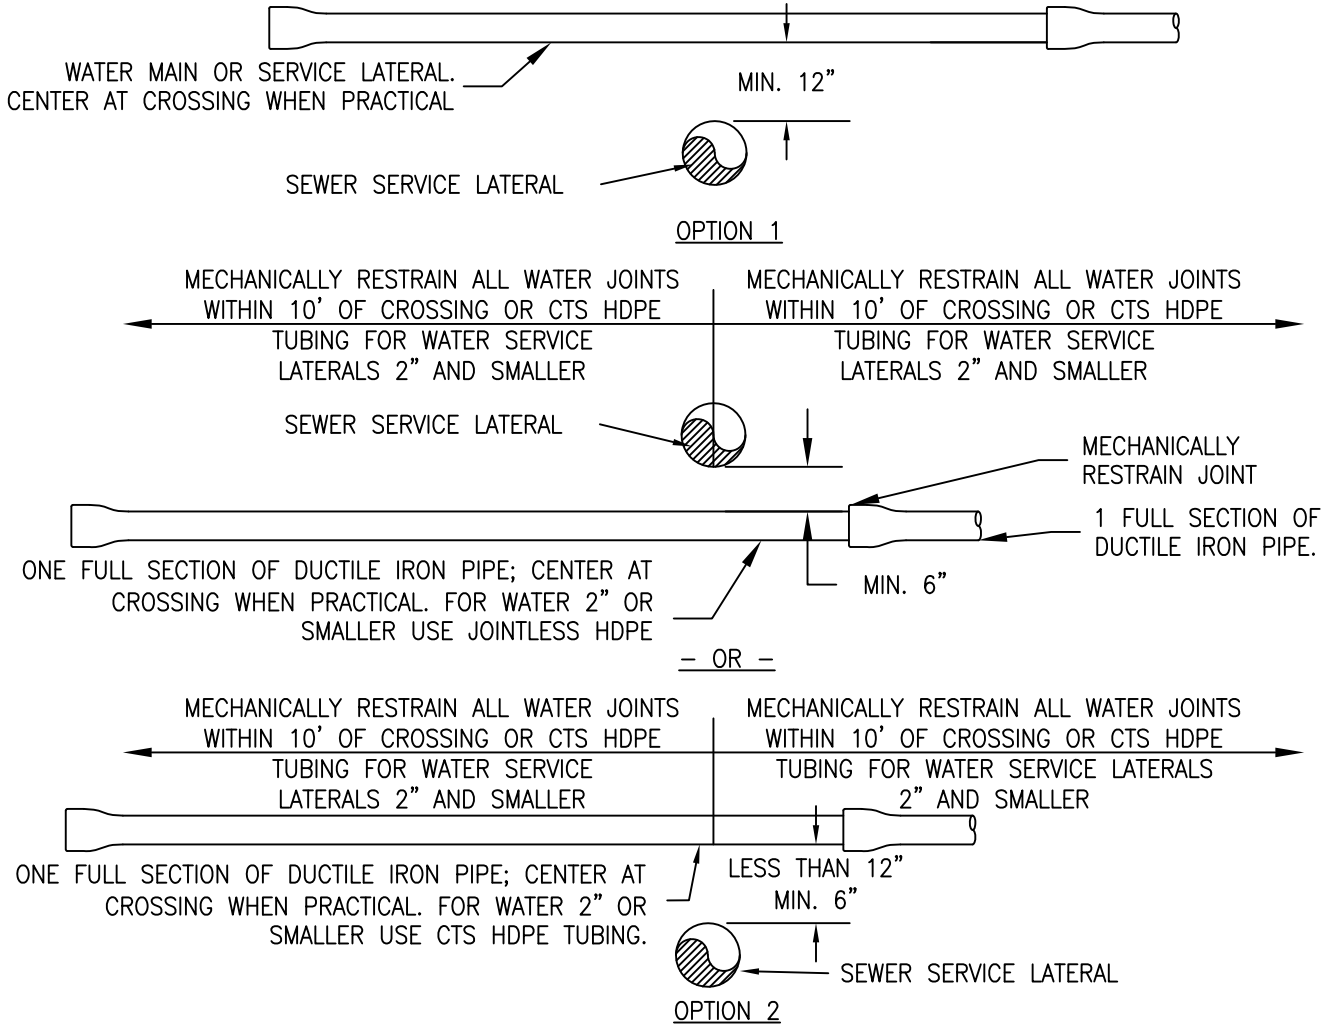 WATER MAIN OR SERVICE LATERAL.
CENTER AT CROSSING WHEN PRACTICAL
MIN. 12”
SEWER SERVICE LATERAL
OPTION 1
MECHANICALLY RESTRAIN ALL WATER JOINTS
WITHIN 10’ OF CROSSING OR CTS HDPE
TUBING FOR WATER SERVICE
LATERALS 2” AND SMALLER
MECHANICALLY RESTRAIN ALL WATER JOINTS
WITHIN 10’ OF CROSSING OR CTS HDPE
TUBING FOR WATER SERVICE
LATERALS 2” AND SMALLER
SEWER SERVICE LATERAL
MECHANICALLY
RESTRAIN JOINT
1 FULL SECTION OF
DUCTILE IRON PIPE.
ONE FULL SECTION OF DUCTILE IRON PIPE; CENTER AT
CROSSING WHEN PRACTICAL. FOR WATER 2” OR
SMALLER USE JOINTLESS HDPE
MIN. 6”
– OR –
MECHANICALLY RESTRAIN ALL WATER JOINTS
WITHIN 10’ OF CROSSING OR CTS HDPE
TUBING FOR WATER SERVICE
LATERALS 2” AND SMALLER
MECHANICALLY RESTRAIN ALL WATER JOINTS
WITHIN 10’ OF CROSSING OR CTS HDPE
TUBING FOR WATER SERVICE LATERALS
2” AND SMALLER
ONE FULL SECTION OF DUCTILE IRON PIPE; CENTER AT
CROSSING WHEN PRACTICAL. FOR WATER 2” OR
SMALLER USE CTS HDPE TUBING.
LESS THAN 12”
MIN. 6”
SEWER SERVICE LATERAL
OPTION 2